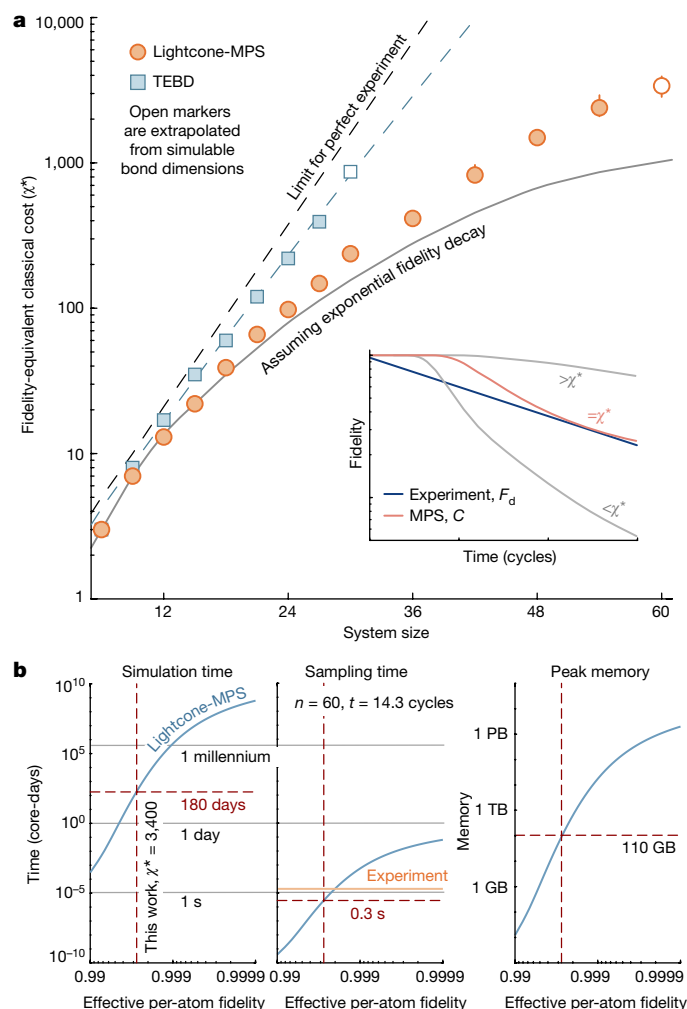 a
10,000
1,000
100
10
1
Fidelity-equivalent classical cost (χ*)
Lightcone-MPS
TEBD
Open markers
are extrapolated
from simulable
bond dimensions
Limit for perfect experiment
Assuming exponential fidelity decay
Fidelity
>χ*
=χ*
<χ*
Experiment, Fd
MPS, C
Time (cycles)
12
24
36
48
60
System size
b
Simulation time
Sampling time
Peak memory
10^10
10^5
10^0
10^−5
10^−10
Time (core-days)
Lightcone-MPS
1 millennium
180 days
1 day
1 s
This work, χ* = 3,400
n = 60, t = 14.3 cycles
Experiment
0.3 s
1 PB
1 TB
1 GB
Memory
110 GB
0.99
0.999
0.9999
0.99
0.999
0.9999
0.99
0.999
0.9999
Effective per-atom fidelity
Effective per-atom fidelity
Effective per-atom fidelity